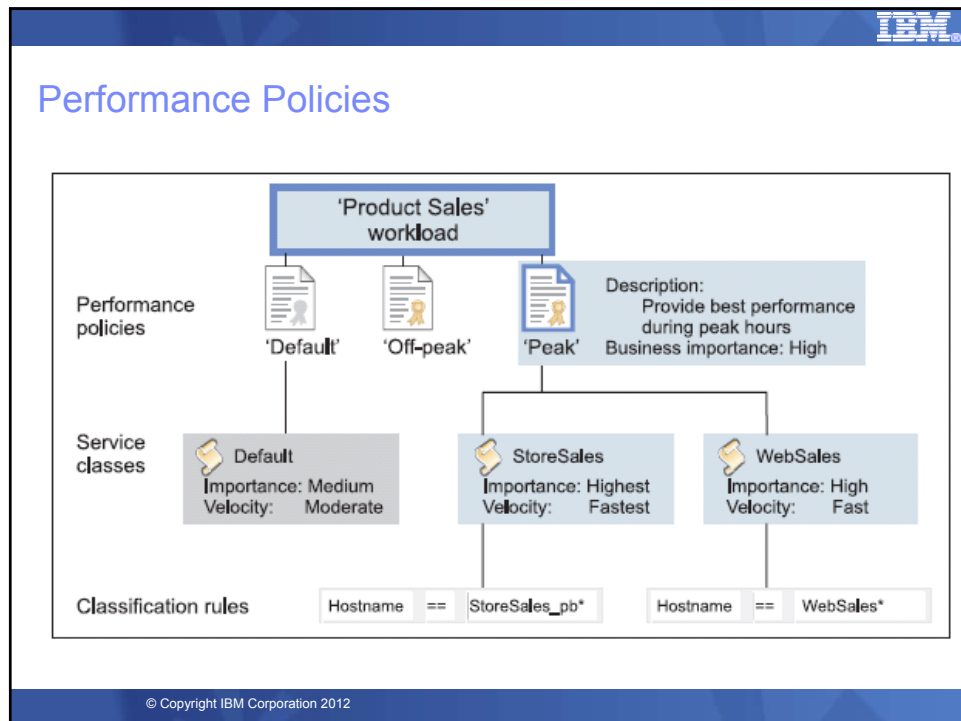 IBM®
Performance Policies
'Product Sales'
workload
Performance
policies
'Default'
'Off-peak'
'Peak'
Description:
Provide best performance
during peak hours
Business importance: High
Service
classes
Default
Importance: Medium
Velocity: Moderate
StoreSales
Importance: Highest
Velocity: Fastest
WebSales
Importance: High
Velocity: Fast
Classification rules
Hostname == StoreSales_pb*
Hostname == WebSales*
© Copyright IBM Corporation 2012